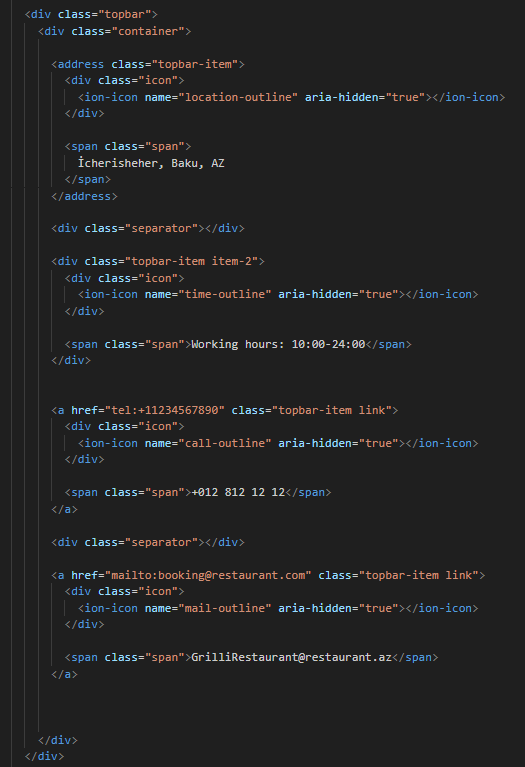 <div class="topbar">
<div class="container">
<address class="topbar-item">
<div class="icon">
<ion-icon name="location-outline" aria-hidden="true"></ion-icon>
</div>
<span class="span">
İcherisheher, Baku, AZ
</span>
</address>
<div class="separator"></div>
<div class="topbar-item item-2">
<div class="icon">
<ion-icon name="time-outline" aria-hidden="true"></ion-icon>
</div>
<span class="span">Working hours: 10:00-24:00</span>
</div>
<a href="tel:+11234567890" class="topbar-item link">
<div class="icon">
<ion-icon name="call-outline" aria-hidden="true"></ion-icon>
</div>
<span class="span">+012 812 12 12</span>
</a>
<div class="separator"></div>
<a href="mailto:booking@restaurant.com" class="topbar-item link">
<div class="icon">
<ion-icon name="mail-outline" aria-hidden="true"></ion-icon>
</div>
<span class="span">GrilliRestaurant@restaurant.az</span>
</a>
</div>
</div>